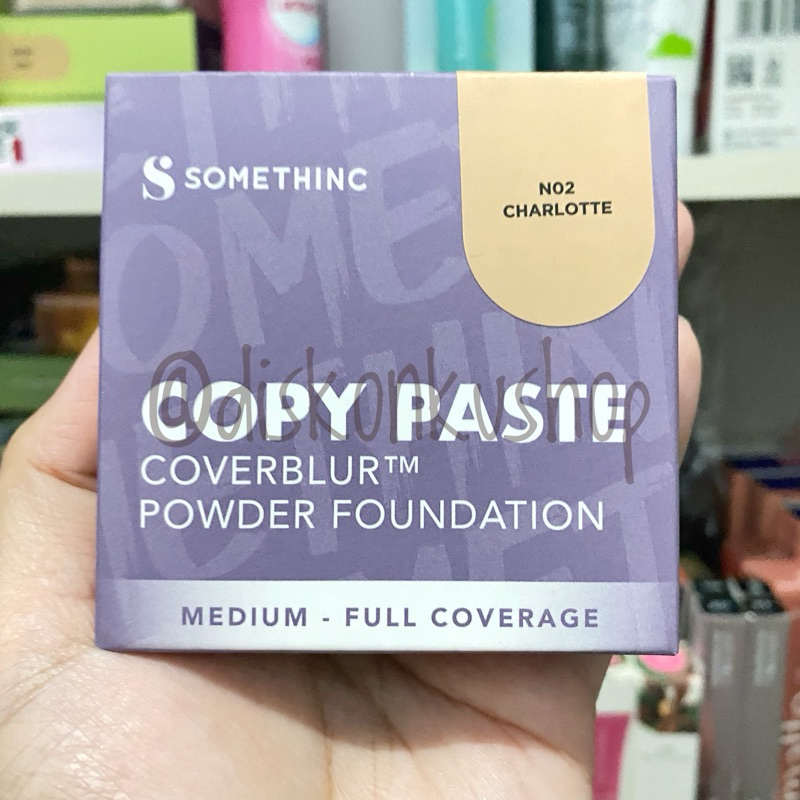 SOMETHINC
N02
CHARLOTTE
@diskonkushop
COPY PASTE
COVERBLUR™
POWDER FOUNDATION
MEDIUM - FULL COVERAGE